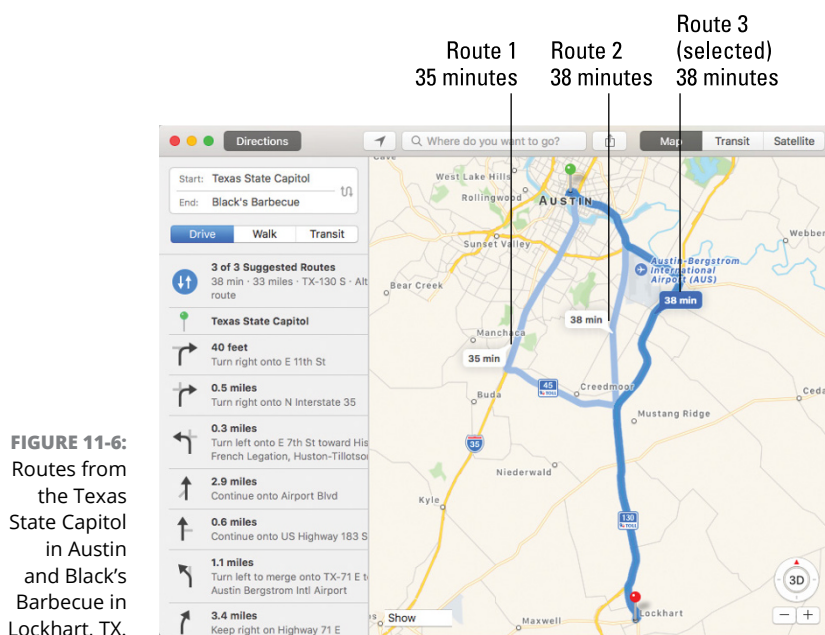 Route 1
35 minutes
Route 2
38 minutes
Route 3
(selected)
38 minutes
Directions
Where do you want to go?
Map
Transit
Satellite
Start: Texas State Capitol
End: Black's Barbecue
Drive
Walk
Transit
3 of 3 Suggested Routes
38 min · 33 miles · TX-130 S · Alt
route
Texas State Capitol
40 feet
Turn right onto E 11th St
0.5 miles
Turn right onto N Interstate 35
0.3 miles
Turn left onto E 7th St toward His
French Legation, Huston-Tillotso
2.9 miles
Continue onto Airport Blvd
0.6 miles
Continue onto US Highway 183 S
1.1 miles
Turn left to merge onto TX-71 E t
Austin Bergstrom Intl Airport
3.4 miles
Keep right on Highway 71 E
West Lake Hills
Rollingwood
AUSTIN
Sunset Valley
Webber
Austin-Bergstrom
International
Airport (AUS)
Bear Creek
38 min
38 min
Manchaca
35 min
45
TOLL
Creedmoor
Buda
Ceda
Mustang Ridge
35
Niederwald
Kyle
130
TOLL
3D
Lockhart
Show
Maxwell
FIGURE 11-6:
Routes from
the Texas
State Capitol
in Austin
and Black's
Barbecue in
Lockhart, TX.